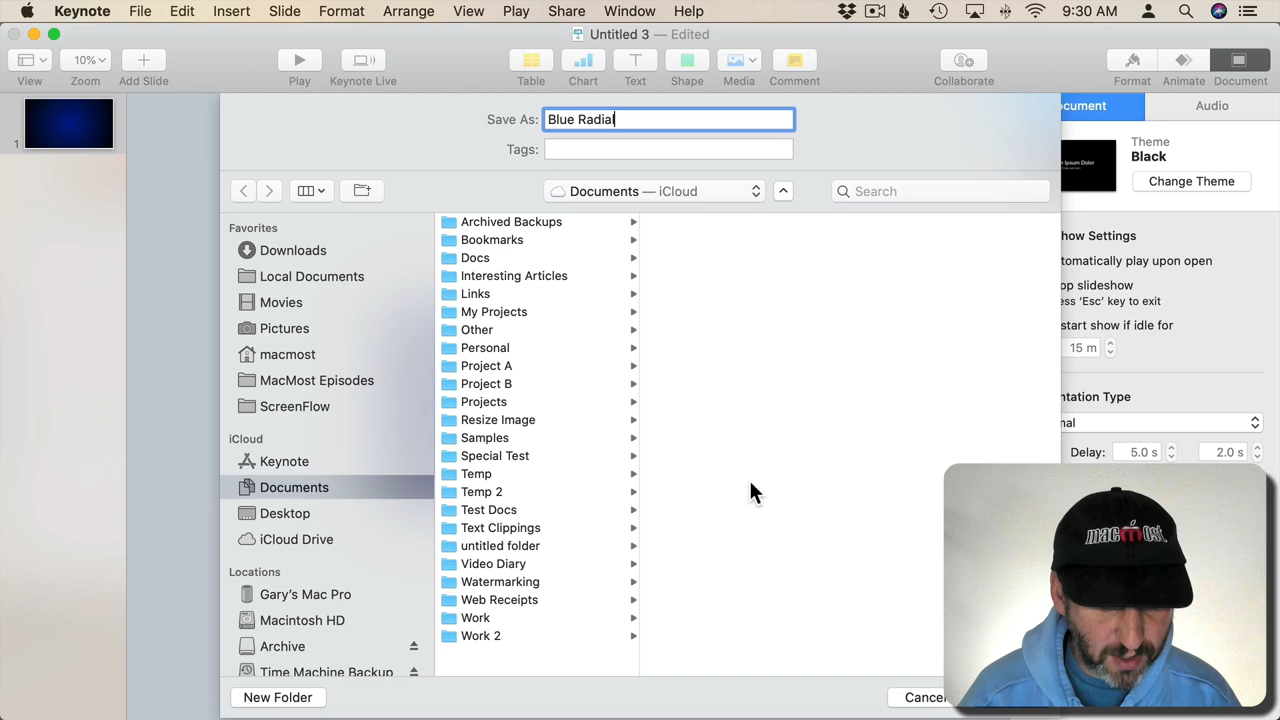 Keynote File Edit Insert Slide Format Arrange View Play Share Window Help 9:30 AM
Untitled 3 — Edited
10%
View Zoom Add Slide Play Keynote Live Table Chart Text Shape Media Comment Collaborate Format Animate Document
1
Save As: Blue Radial
Tags:
Documents — iCloud
Search
Favorites
Downloads
Local Documents
Movies
Pictures
macmost
MacMost Episodes
ScreenFlow
iCloud
Keynote
Documents
Desktop
iCloud Drive
Locations
Gary's Mac Pro
Macintosh HD
Archive
Time Machine Backup
Archived Backups
Bookmarks
Docs
Interesting Articles
Links
My Projects
Other
Personal
Project A
Project B
Projects
Resize Image
Samples
Special Test
Temp
Temp 2
Test Docs
Text Clippings
untitled folder
Video Diary
Watermarking
Web Receipts
Work
Work 2
New Folder
Cancel
cument Audio
Theme
Black
Change Theme
how Settings
tomatically play upon open
op slideshow
ess 'Esc' key to exit
start show if idle for
15 m
ntation Type
nal
Delay: 5.0 s 2.0 s
macmost